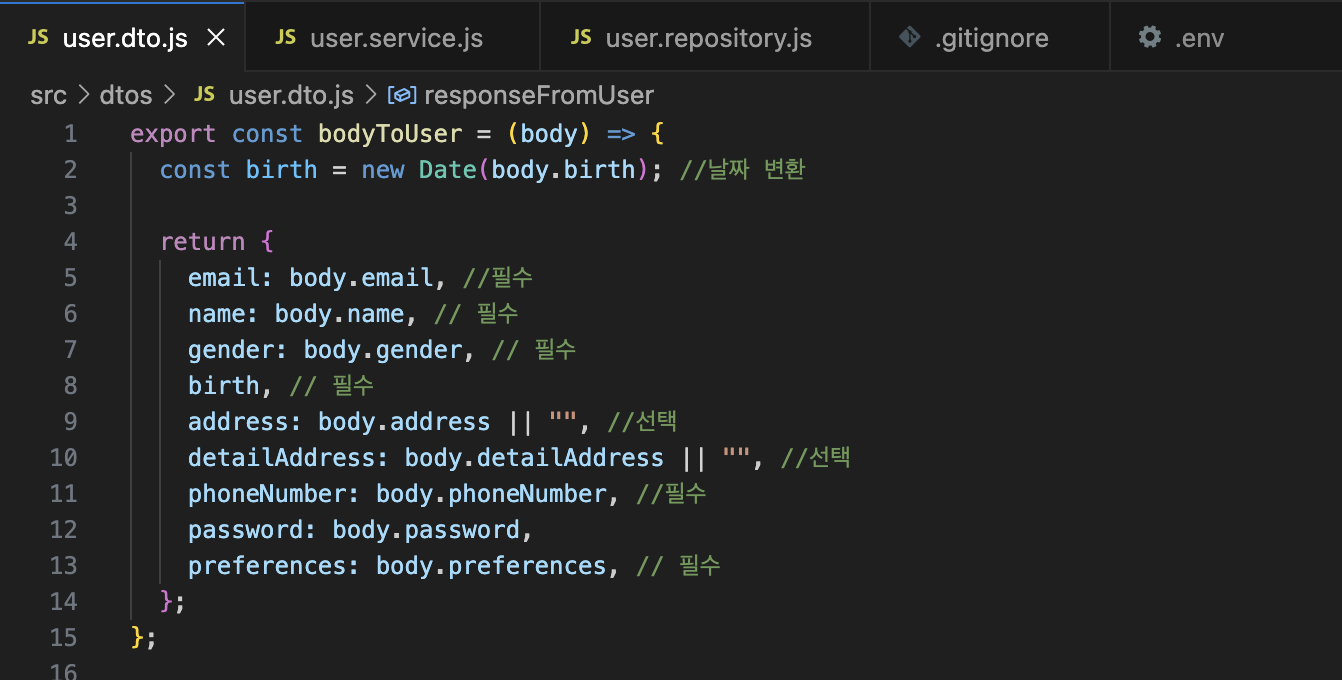 JS user.dto.js × JS user.service.js JS user.repository.js .gitignore .env
src > dtos > JS user.dto.js > responseFromUser
1 export const bodyToUser = (body) => {
2 const birth = new Date(body.birth); //날짜 변환
3
4 return {
5 email: body.email, //필수
6 name: body.name, // 필수
7 gender: body.gender, // 필수
8 birth, // 필수
9 address: body.address || "", //선택
10 detailAddress: body.detailAddress || "", //선택
11 phoneNumber: body.phoneNumber, //필수
12 password: body.password,
13 preferences: body.preferences, // 필수
14 };
15 };
16